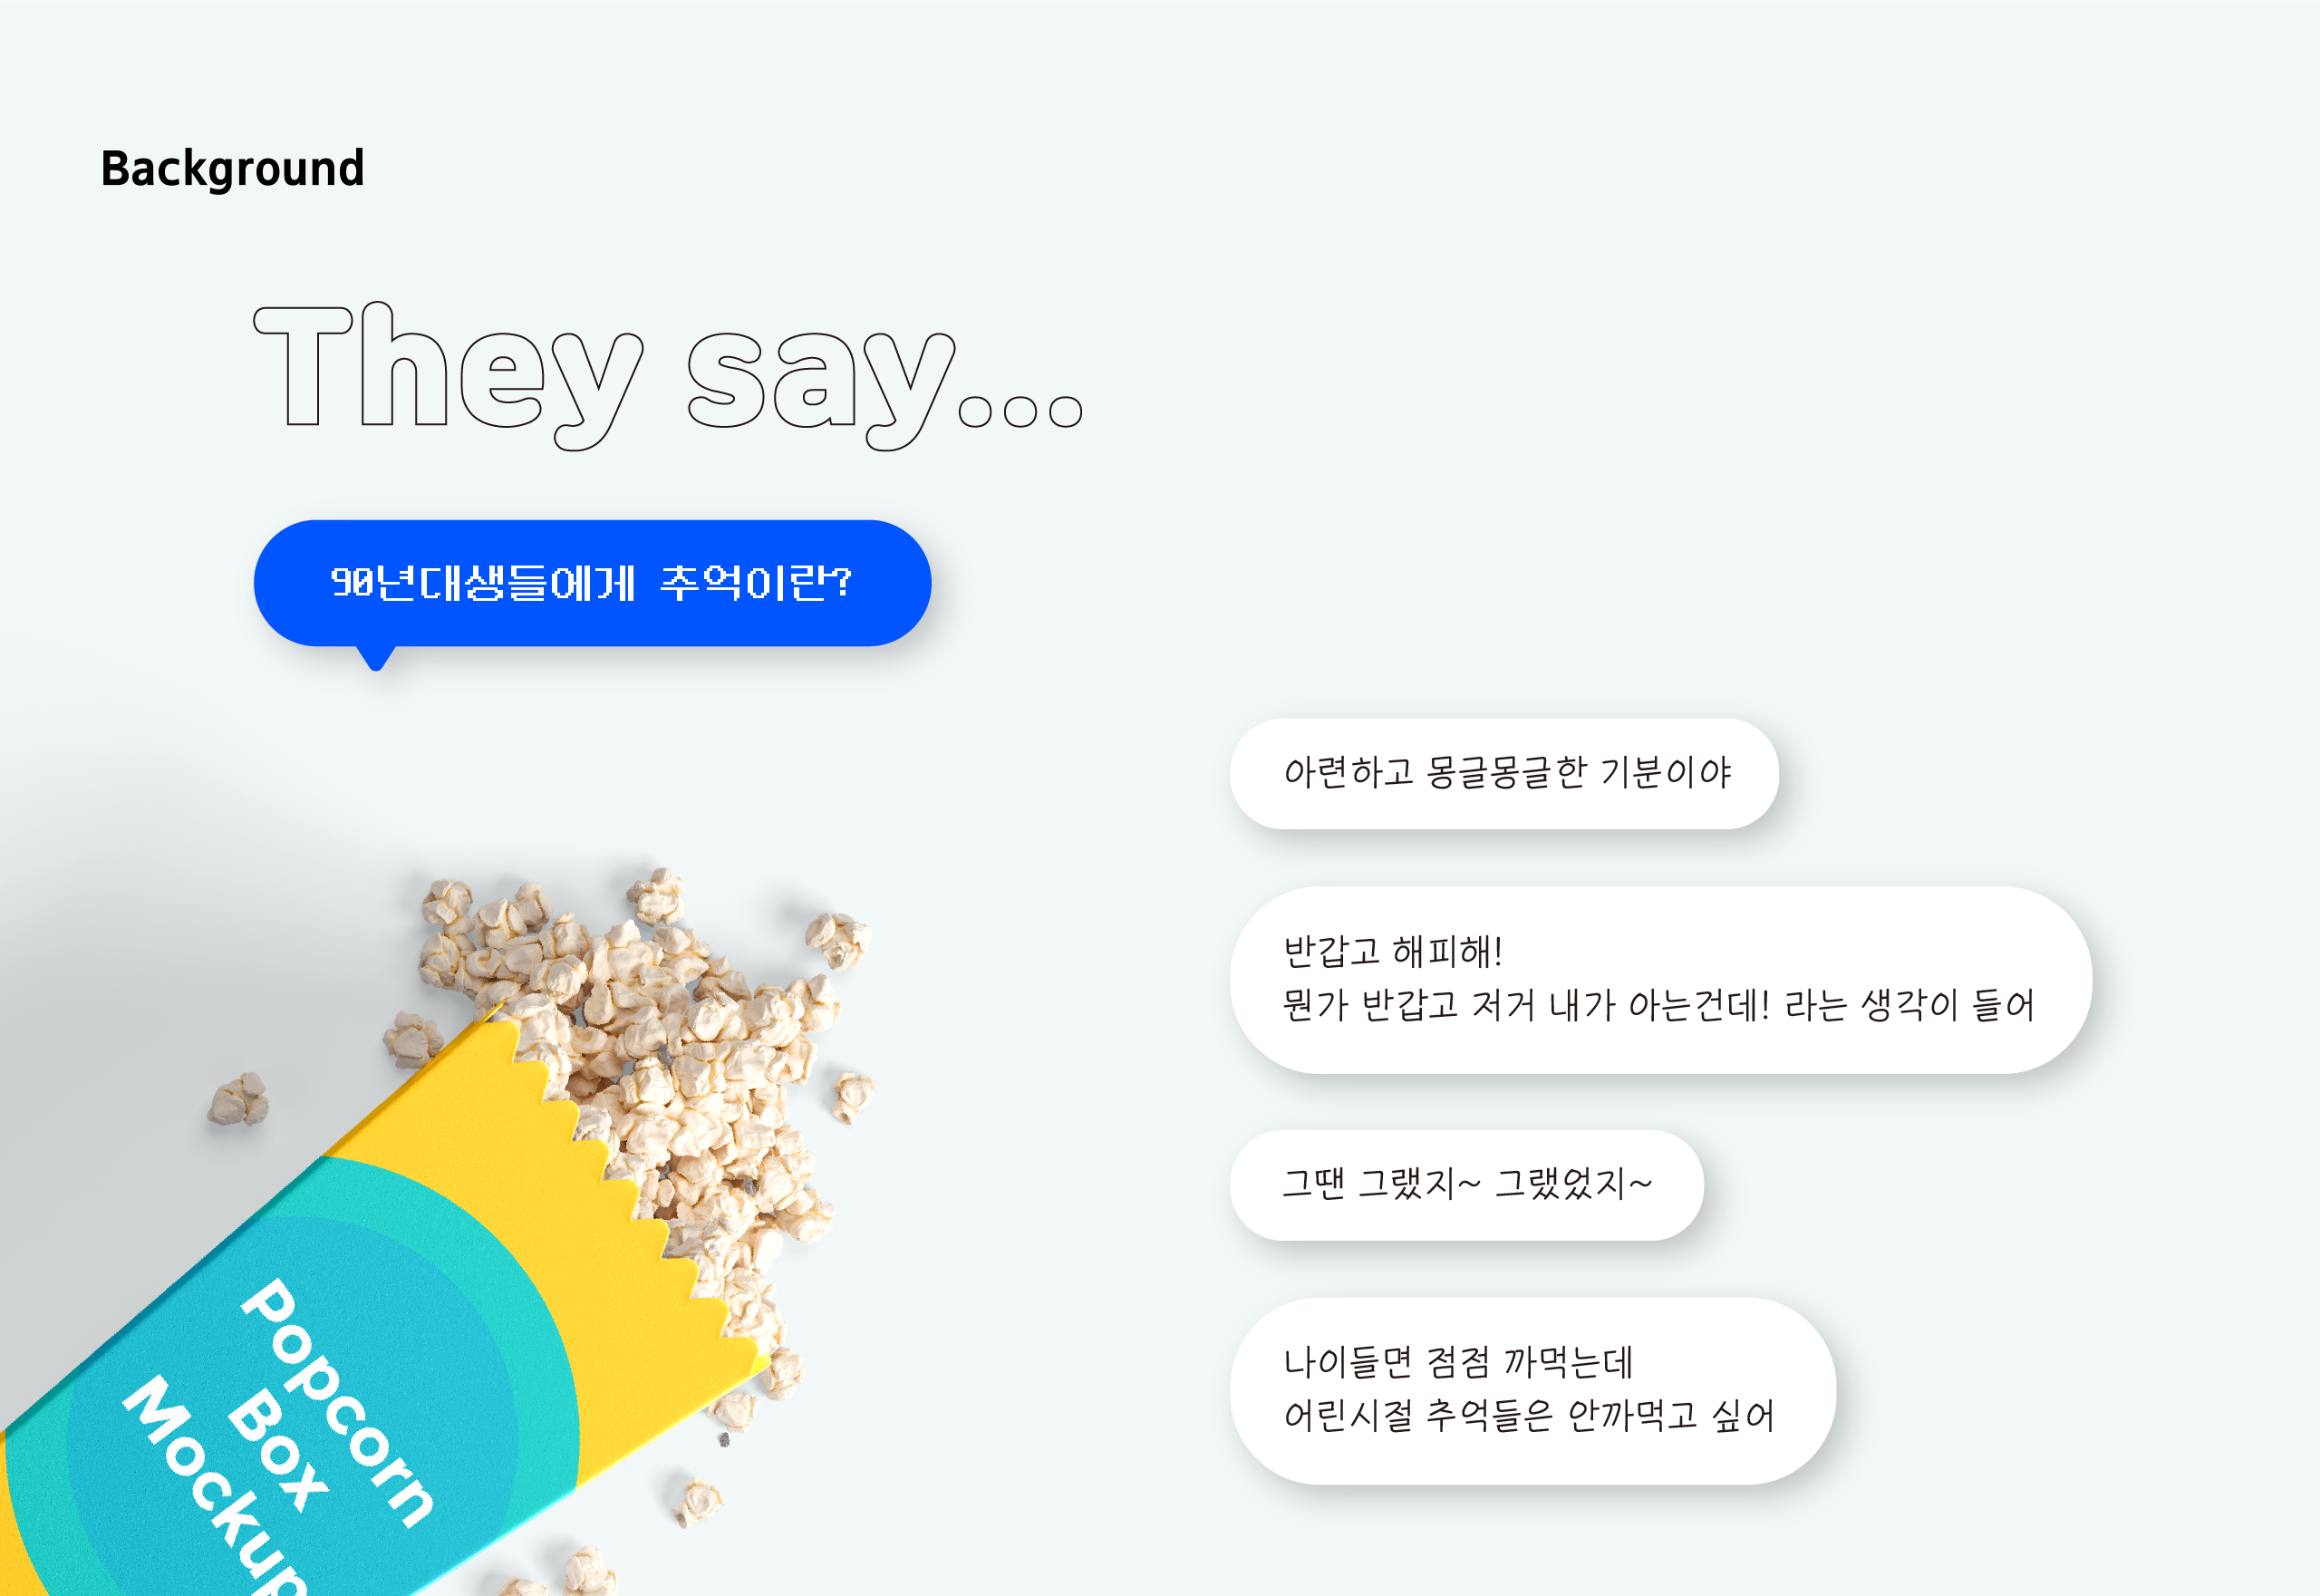 Background
They say...
90년대생들에게 추억이란?
아련하고 몽글몽글한 기분이야
반갑고 해피해!
뭔가 반갑고 저거 내가 아는건데! 라는 생각이 들어
그땐 그랬지~ 그랬었지~
나이들면 점점 까먹는데
어린시절 추억들은 안까먹고 싶어
Popcorn
Box
Mockup